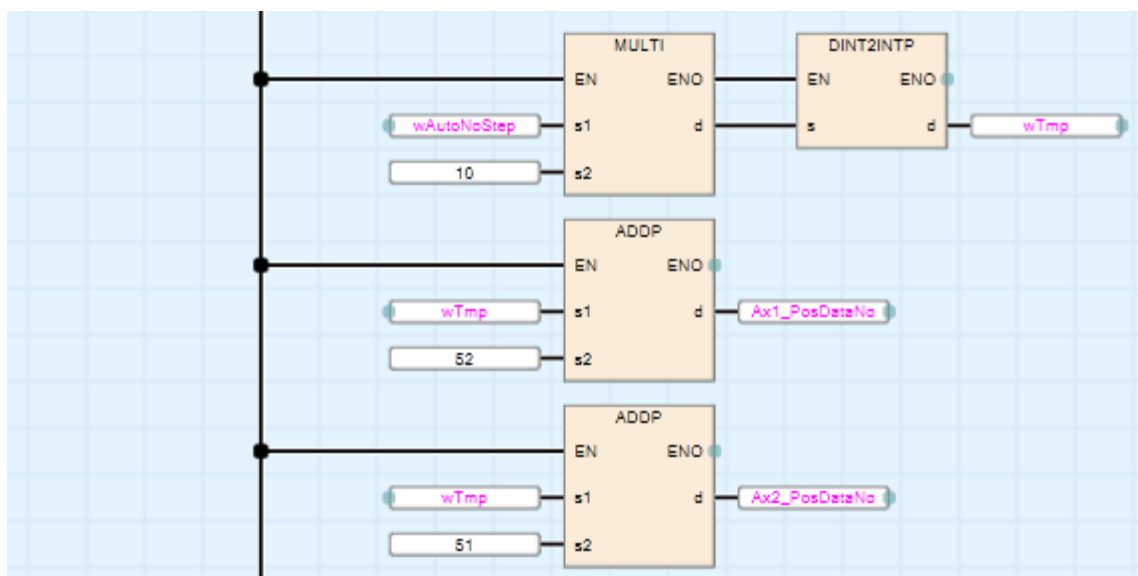 MULTI DINT2INTP
EN ENO EN ENO
wAutoNoStep s1 d s d wTmp
10 s2
ADDP
EN ENO
wTmp s1 d Ax1_PosDataNo
52 s2
ADDP
EN ENO
wTmp s1 d Ax2_PosDataNo
51 s2